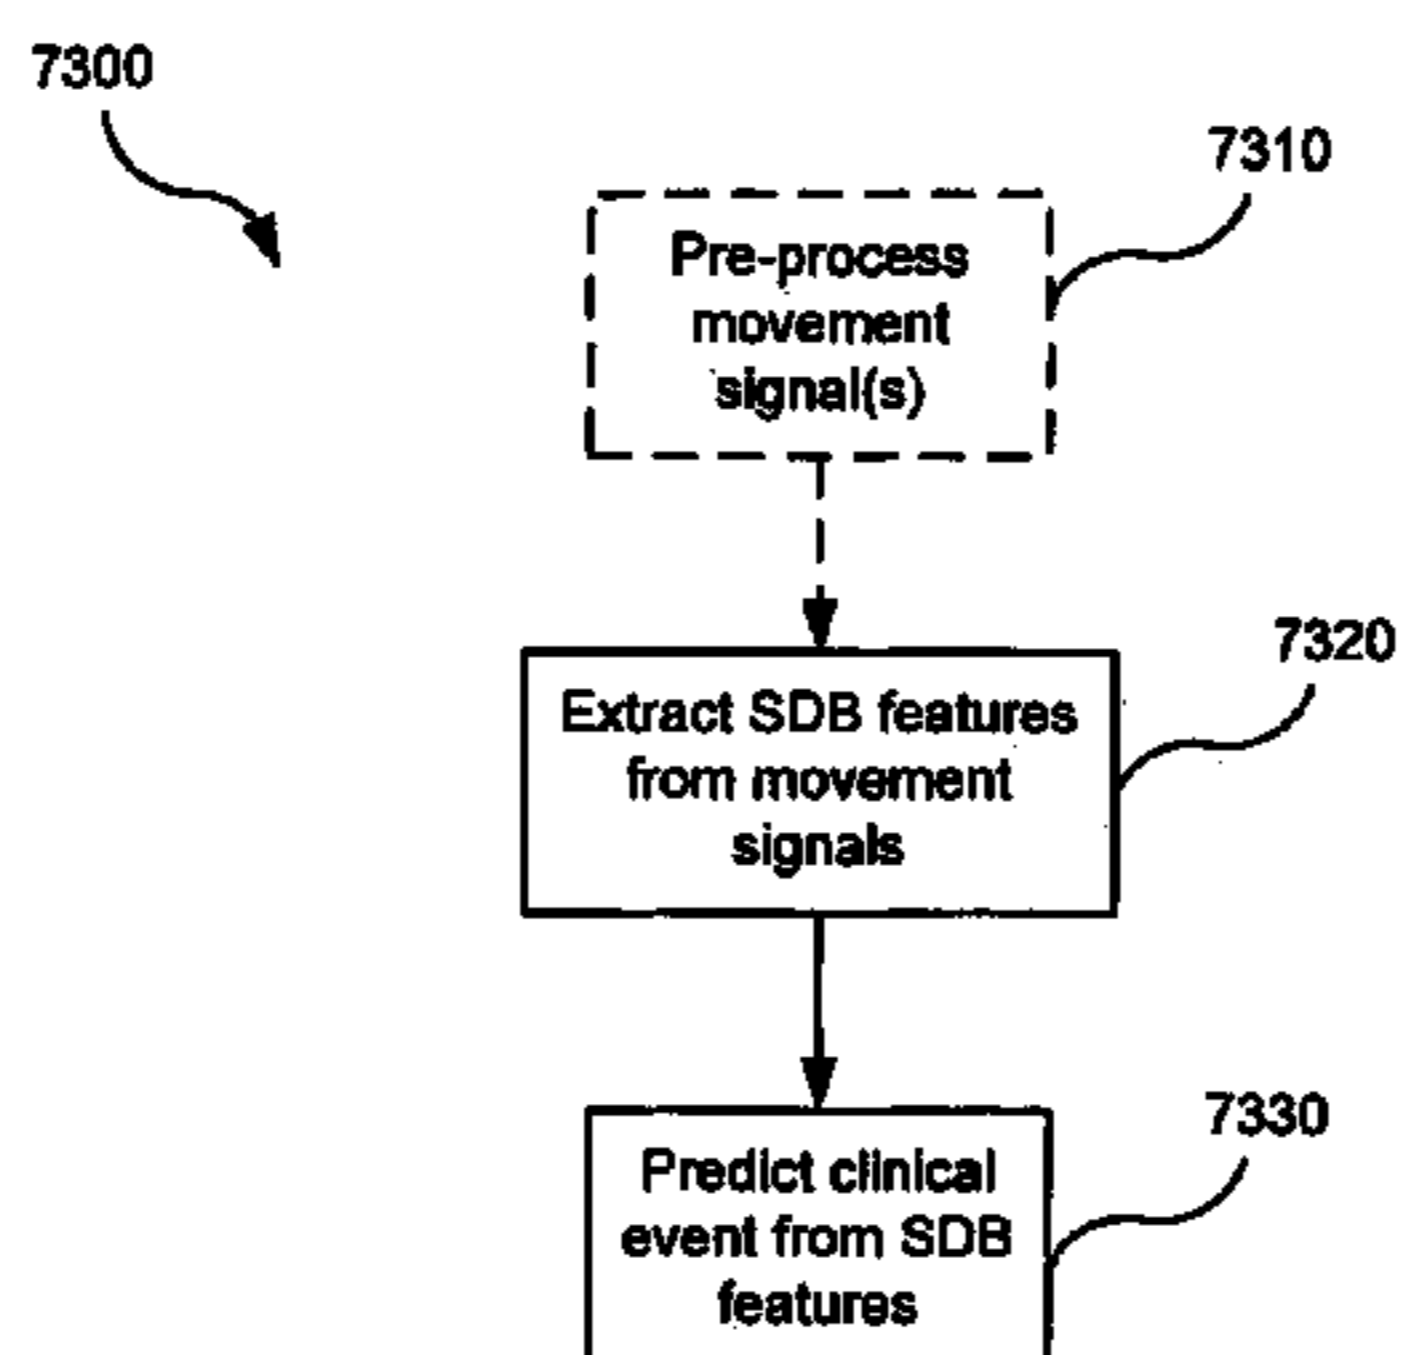 7300
7310
Pre-process
movement
signal(s)
7320
Extract SDB features
from movement
signals
7330
Predict clinical
event from SDB
features